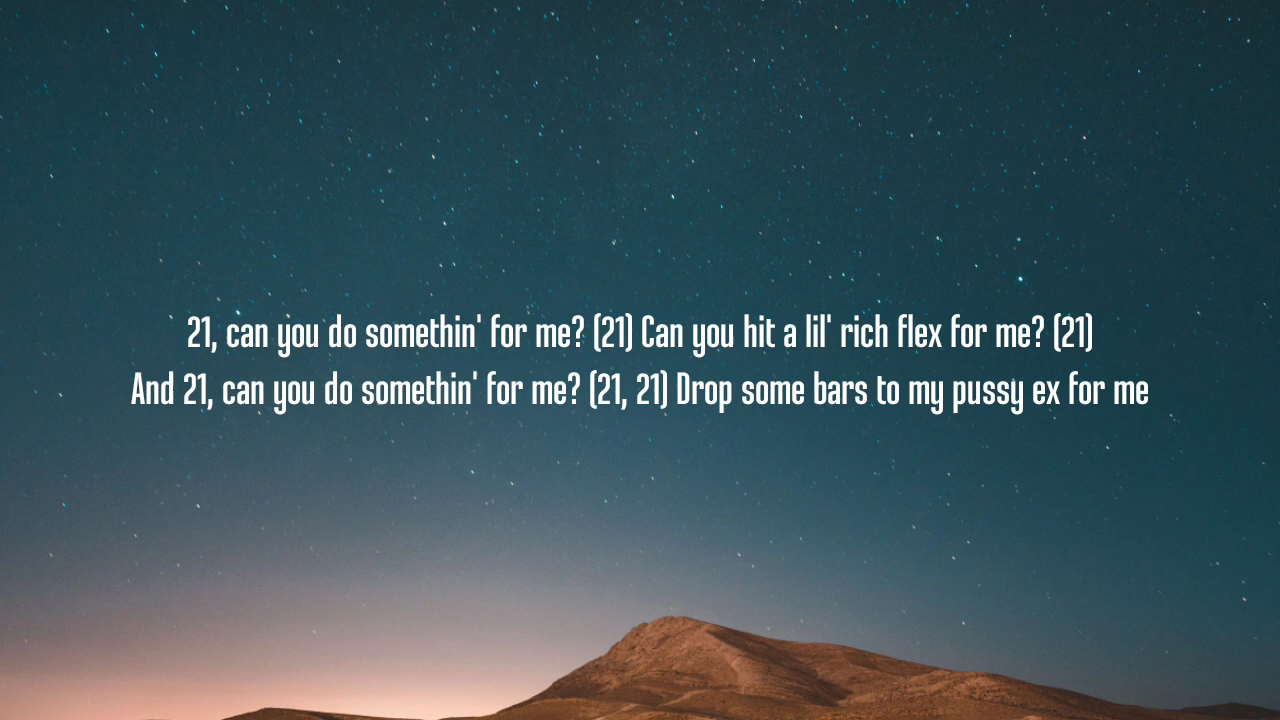 21, can you do somethin' for me? (21) Can you hit a lil' rich flex for me? (21)
And 21, can you do somethin' for me? (21, 21) Drop some bars to my pussy ex for me